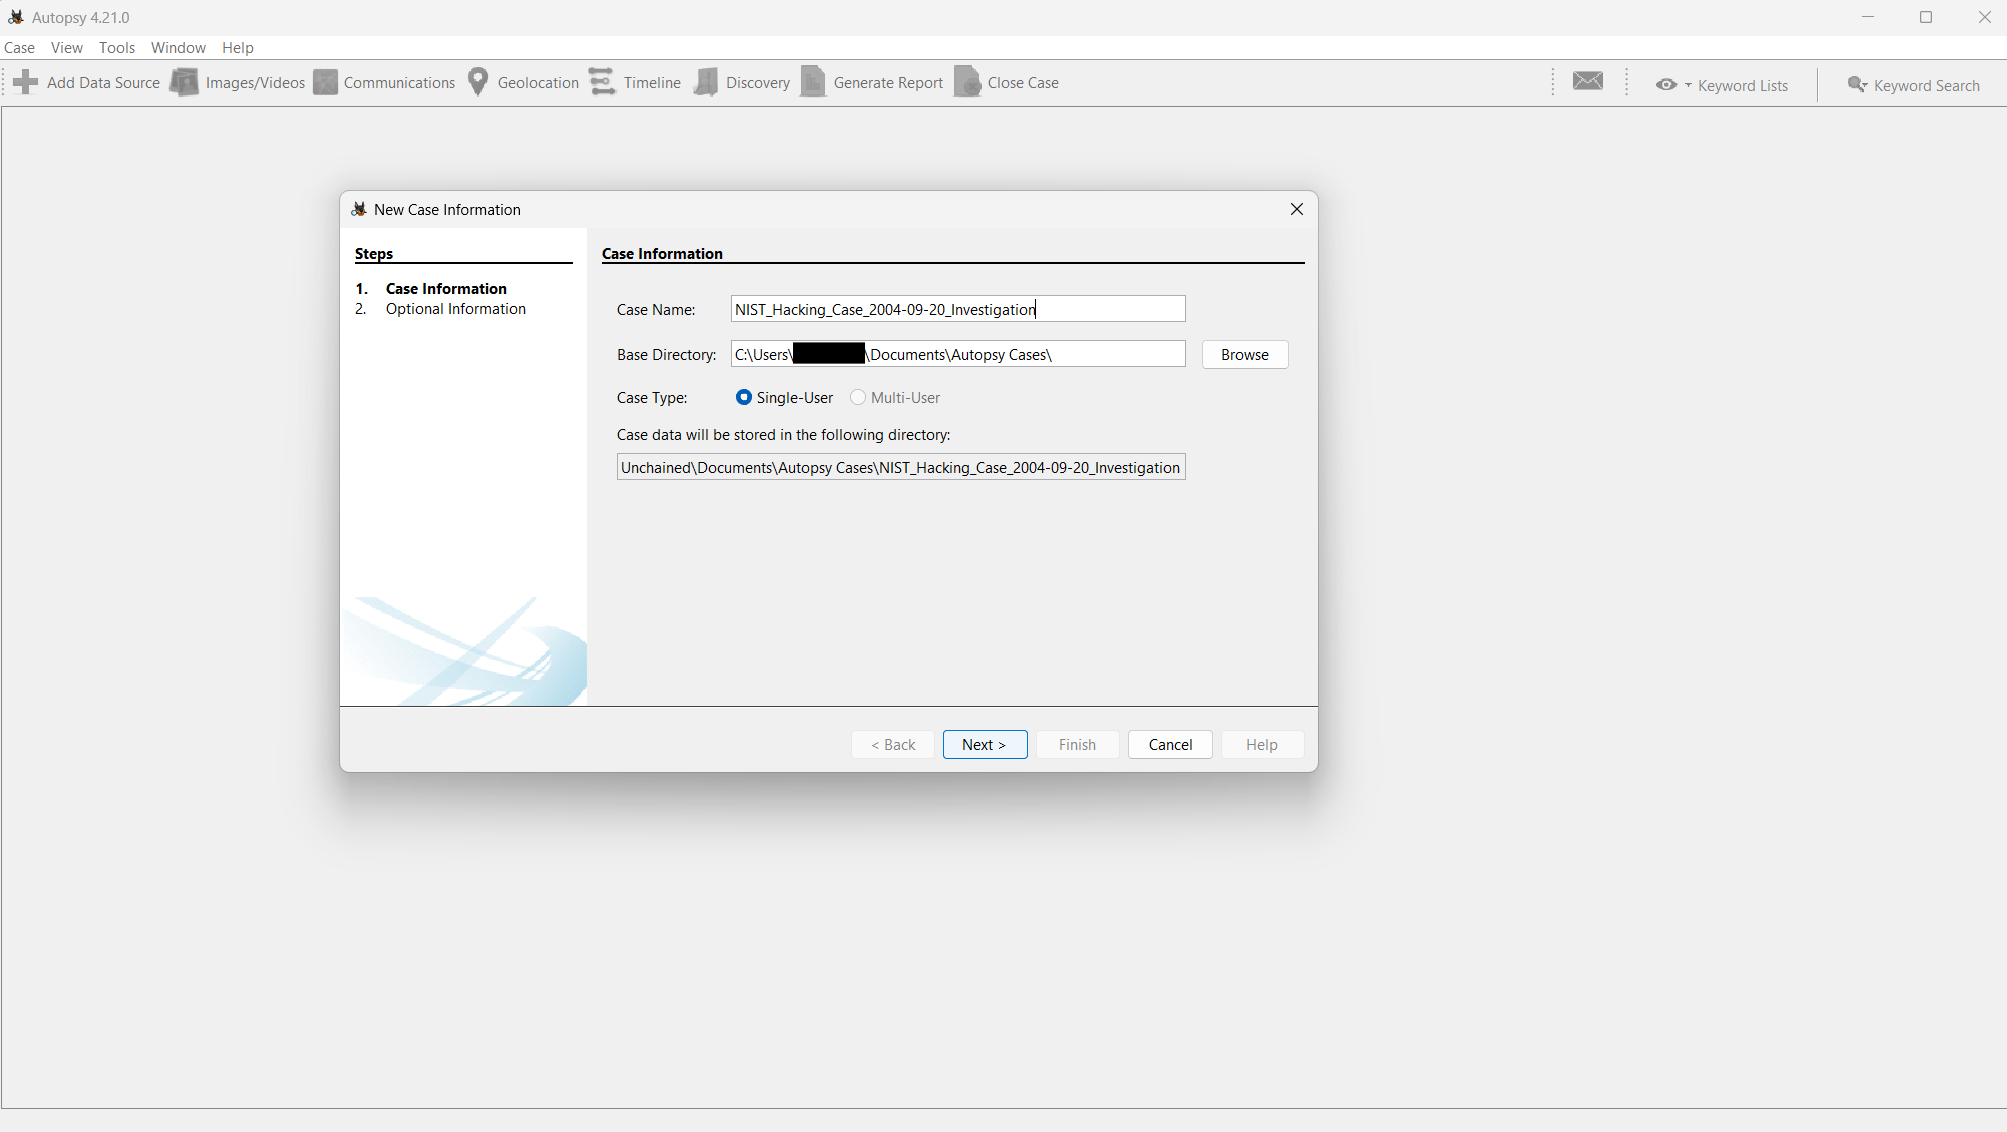 Autopsy 4.21.0
Case View Tools Window Help
Add Data Source Images/Videos Communications Geolocation Timeline Discovery Generate Report Close Case Keyword Lists Keyword Search
New Case Information
Steps
1. Case Information
2. Optional Information
Case Information
Case Name: NIST_Hacking_Case_2004-09-20_Investigation
Base Directory: C:\Users\ \Documents\Autopsy Cases\ Browse
Case Type: Single-User Multi-User
Case data will be stored in the following directory:
Unchained\Documents\Autopsy Cases\NIST_Hacking_Case_2004-09-20_Investigation
< Back Next > Finish Cancel Help